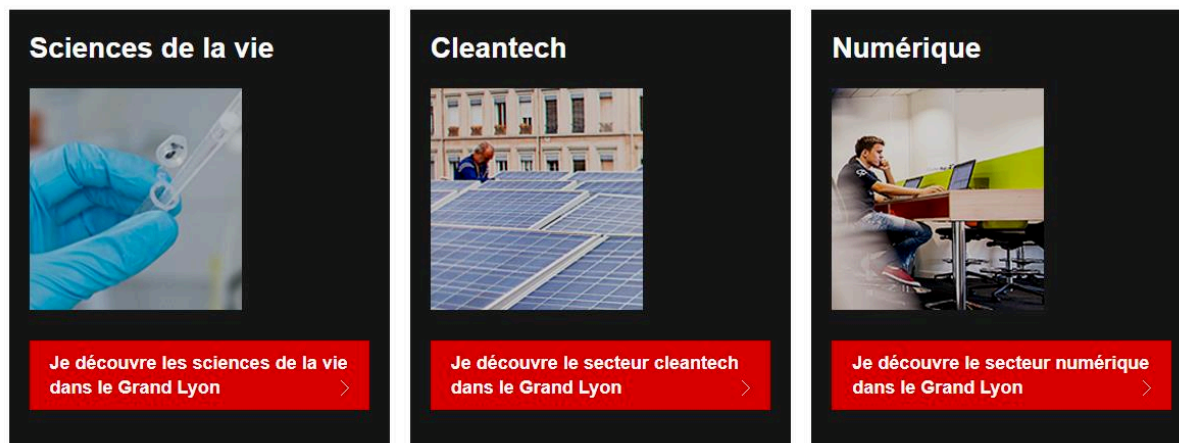 Sciences de la vie
Je découvre les sciences de la vie
dans le Grand Lyon
Cleantech
Je découvre le secteur cleantech
dans le Grand Lyon
Numérique
Je découvre le secteur numérique
dans le Grand Lyon